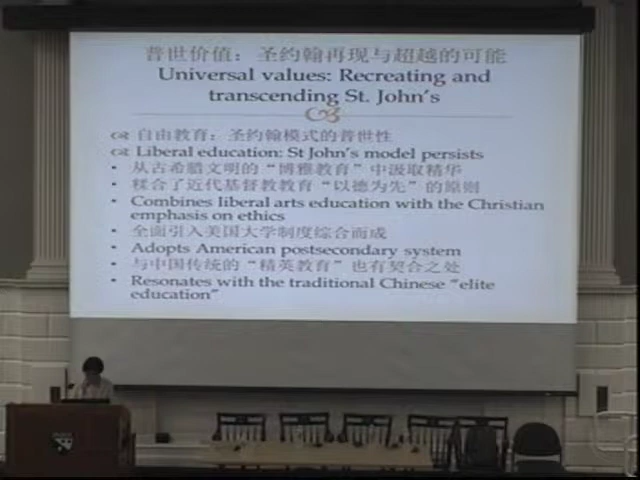 普世价值：圣约翰再现与超越的可能
Universal values: Recreating and
transcending St. John's
自由教育：圣约翰模式的普世性
Liberal education: St John's model persists
• 从古希腊文明的“博雅教育”中汲取精华
• 糅合了近代基督教教育“以德为先”的原则
• Combines liberal arts education with the Christian
emphasis on ethics
• 全面引入美国大学制度综合而成
• Adopts American postsecondary system
• 与中国传统的“精英教育”也有契合之处
• Resonates with the traditional Chinese “elite
education”